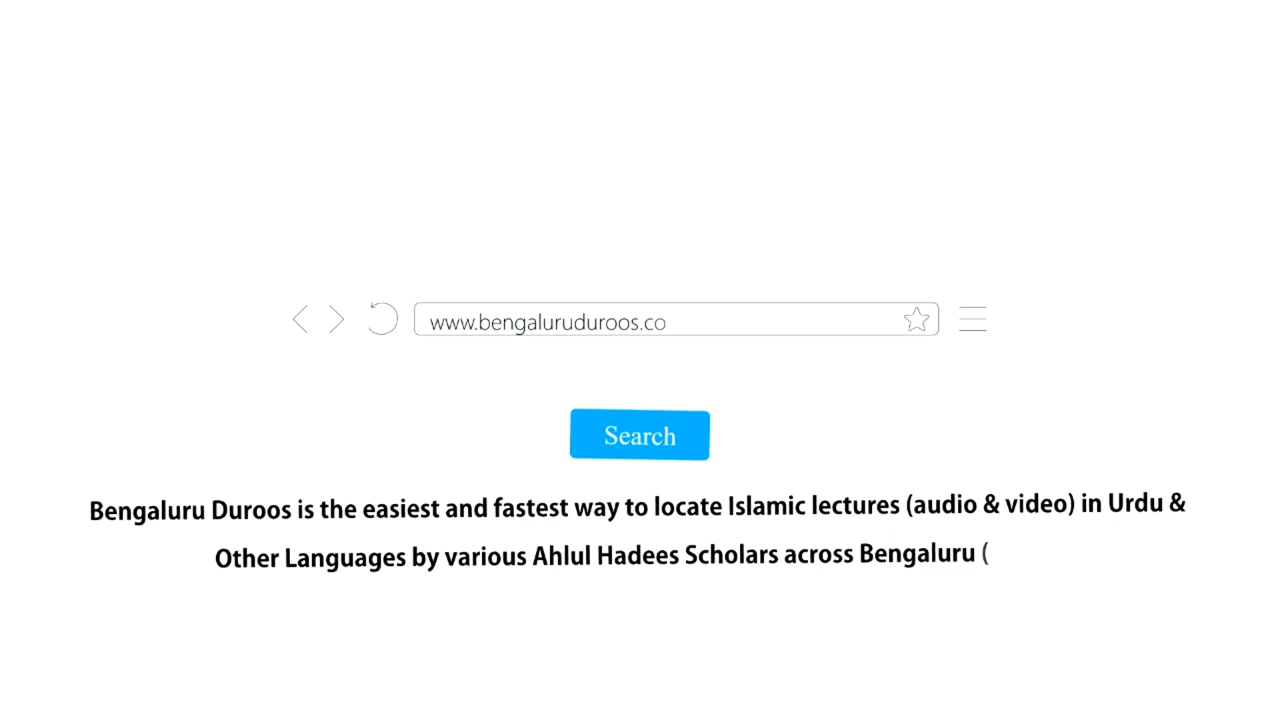 www.bengaluruduroos.co
Search
Bengaluru Duroos is the easiest and fastest way to locate Islamic lectures (audio & video) in Urdu &
Other Languages by various Ahlul Hadees Scholars across Bengaluru (